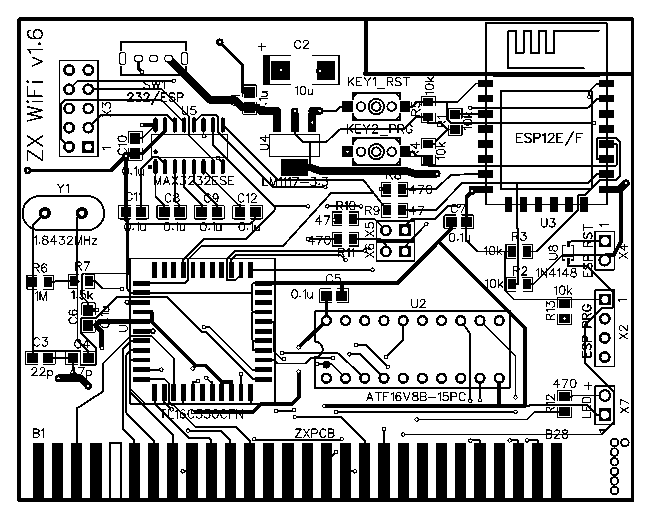 ZX WiFi v1.6
X3
1
SW1
232/ESP
+
C2
10u
1u
U4
LM1117-3.3
KEY1_RST
KEY2_PRG
R5
10k
R1
10k
R4
10k
ESP12E/F
U3
U5
C10
0.1u
MAX3232ESE
C11
C8
C9
C12
0.1u
0.1u
0.1u
0.1u
R8
470
R9
47
R10
47
470
R11
X5
X6
C7
0.1u
Y1
1.8432MHz
R6
1M
R7
1.5k
C6
C3
22p
C4
47p
TL16C550CFN
C5
0.1u
U2
ATF16V8B-15PC
R3
10k
R2
10k
U8
1N4148
ESP_RST
X4
10k
R13
ESP_PRG
1
X2
470
R12
LED
+
X7
B1
ZXPCB
B28